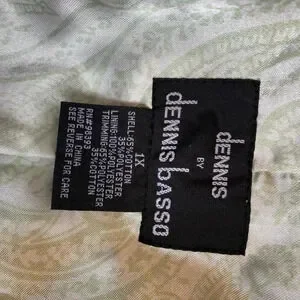 dennis
BY
dennis basso
1X
SHELL:65%COTTON
35%POLYESTER
LINING:100%POLYESTER
TRIMMING:65%POLYESTER
35%COTTON
RN#98393
MADE IN CHINA
SEE REVERSE FOR CARE